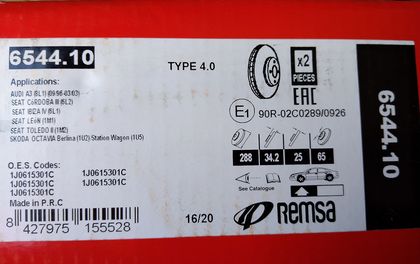 6544.10
TYPE 4.0
x2
PIECES
Applications:
AUDI A3 (8L1) (09.96-03/03)
SEAT CORDOBA III (6L2)
SEAT IBIZA IV (6L1)
SEAT LEON (1M1)
SEAT TOLEDO II (1M2)
SKODA OCTAVIA Berlina (1U2) Station Wagon (1U5)
EAC
E1 90R-02C0289/0926
288 34.2 25 65
O.E.S. Codes:
1J0615301C 1J0615301C
1J0615301C
1J0615301C
Made in P.R.C
See Catalogue
8 427975 155528
16/20
REMSA
6544.10